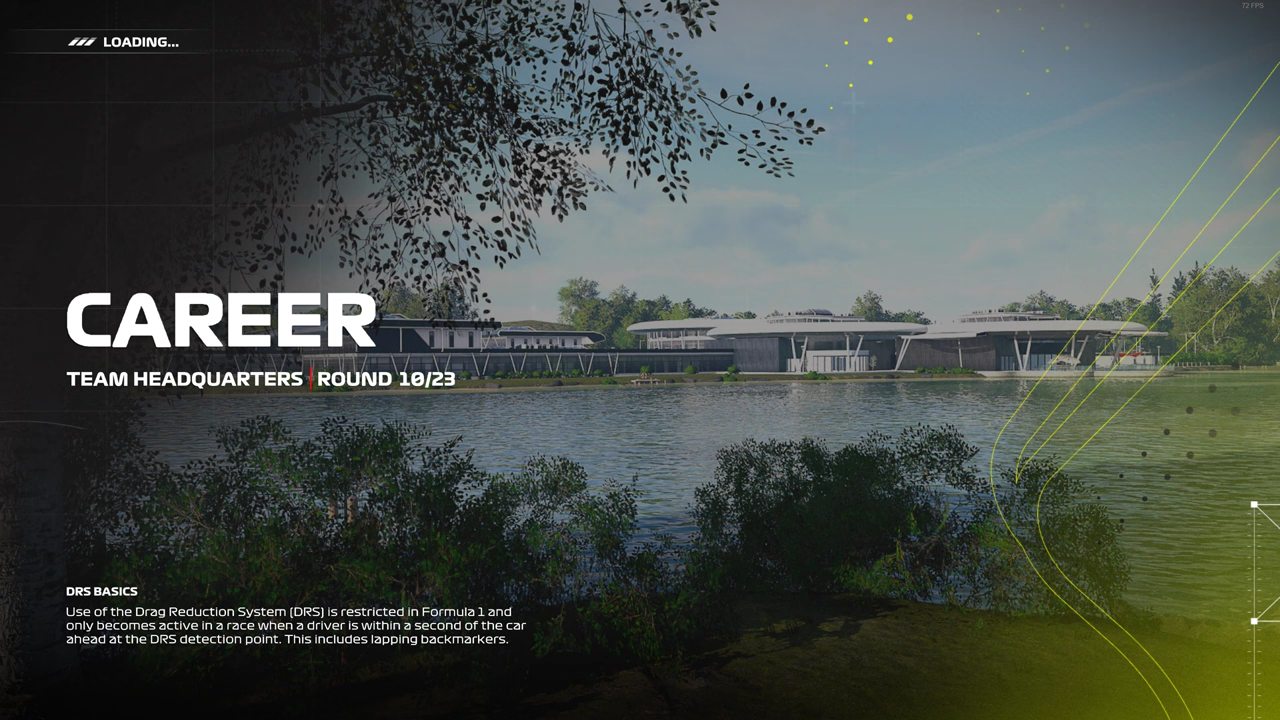 72 FPS
LOADING...
CAREER
TEAM HEADQUARTERS ROUND 10/23
DRS BASICS
Use of the Drag Reduction System (DRS) is restricted in Formula 1 and
only becomes active in a race when a driver is within a second of the car
ahead at the DRS detection point. This includes lapping backmarkers.